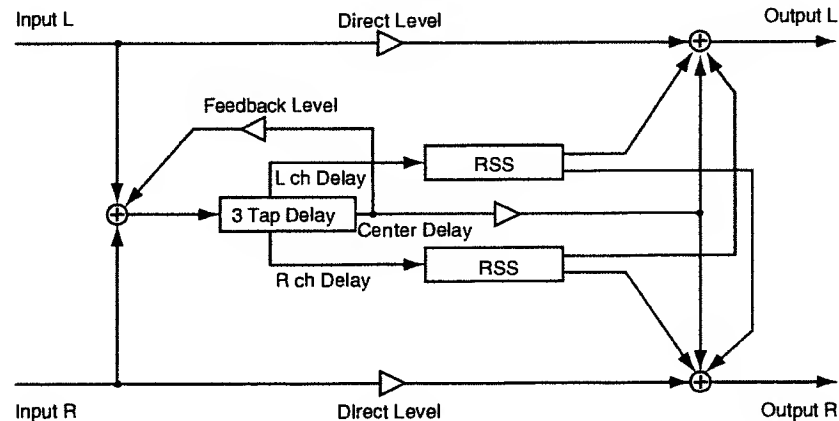 Input L
Direct Level
Output L
Feedback Level
L ch Delay
RSS
3 Tap Delay
Center Delay
R ch Delay
RSS
Input R
Direct Level
Output R